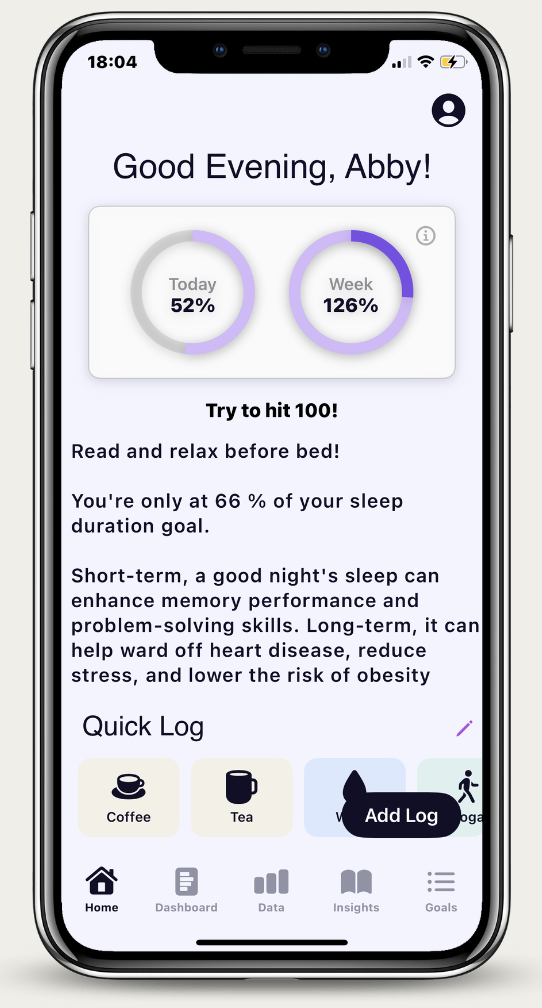 18:04
Good Evening, Abby!
Today
52%
Week
126%
Try to hit 100!
Read and relax before bed!
You're only at 66 % of your sleep
duration goal.
Short-term, a good night's sleep can
enhance memory performance and
problem-solving skills. Long-term, it can
help ward off heart disease, reduce
stress, and lower the risk of obesity
Quick Log
Coffee
Tea
Add Log
Home
Dashboard
Data
Insights
Goals